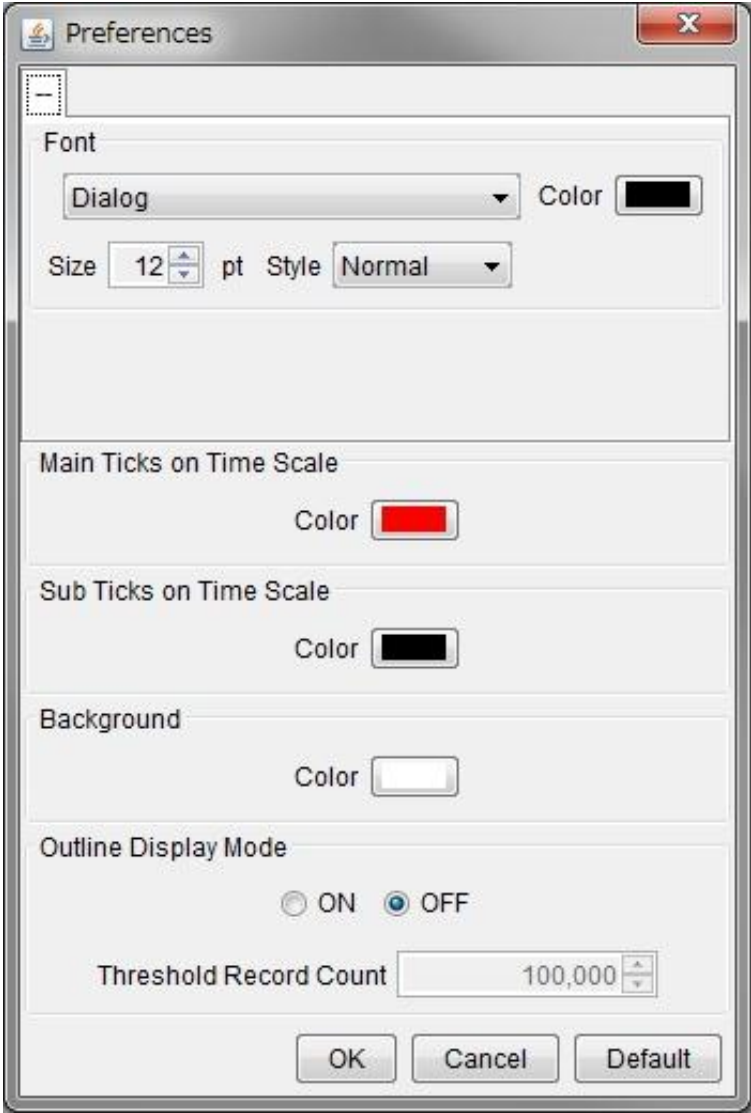 Preferences
--
Font
Dialog Color
Size 12 pt Style Normal
Main Ticks on Time Scale
Color
Sub Ticks on Time Scale
Color
Background
Color
Outline Display Mode
ON OFF
Threshold Record Count 100,000
OK Cancel Default